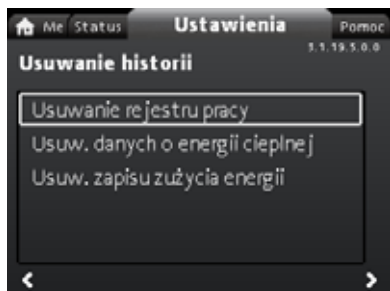 Me Status Ustawienia Pomoc
3.1.19.5.0.0
Usuwanie historii
Usuwanie rejestru pracy
Usuw. danych o energii cieplnej
Usuw. zapisu zużycia energii